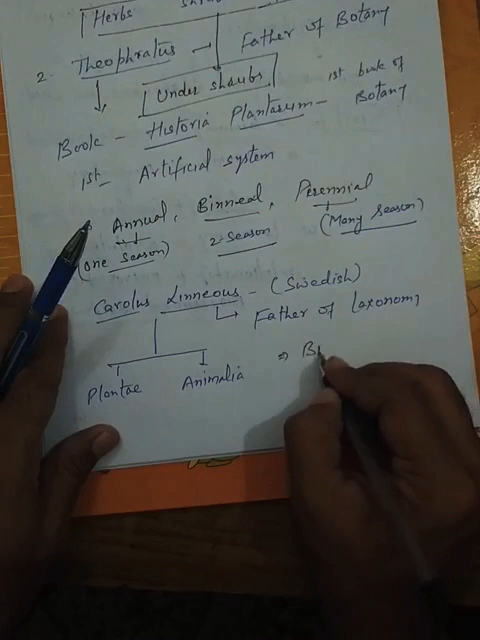 Herbs
2. Theophratus → Father of Botany
Under shrubs
Book - Historia Plantarum - 1st book of Botany
1st - Artificial system
Annual, Binneal, Perennial
(One Season) 2 Season (Many Season)
Carolus Linneous - (Swedish)
Father of Taxonomy
Plantae Animalia
⇒ B